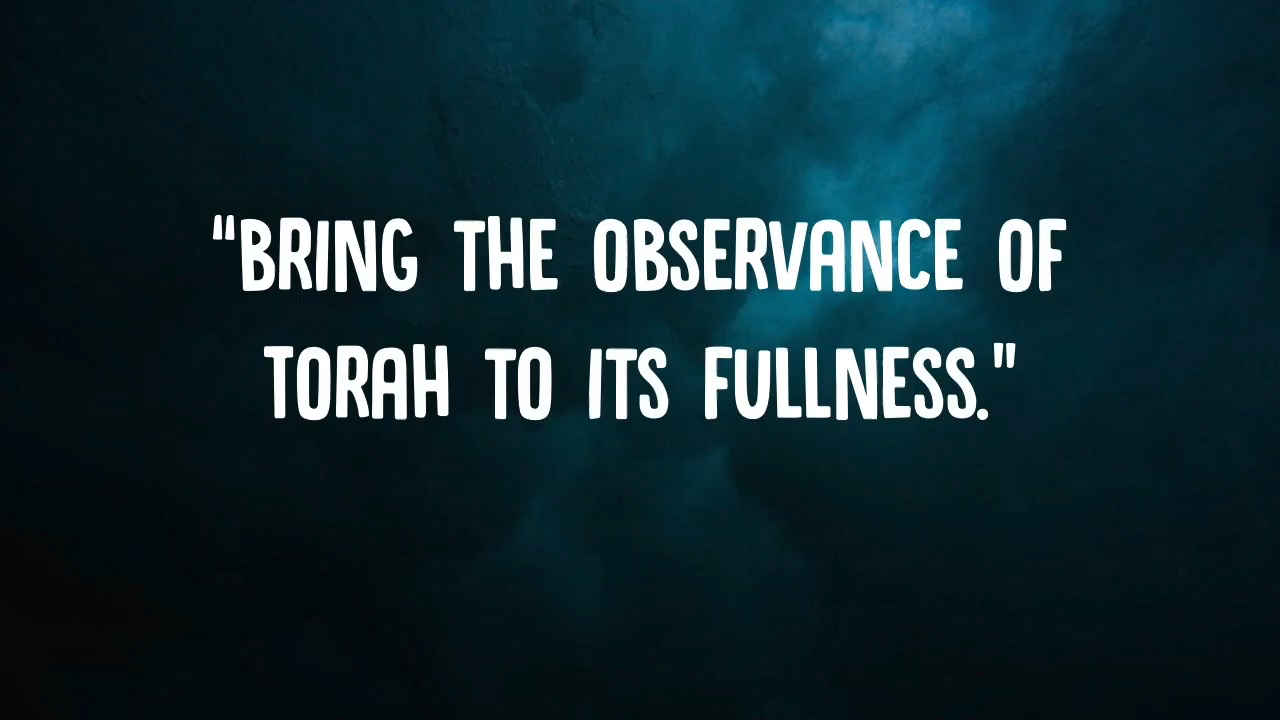 "BRING THE OBSERVANCE OF
TORAH TO ITS FULLNESS."